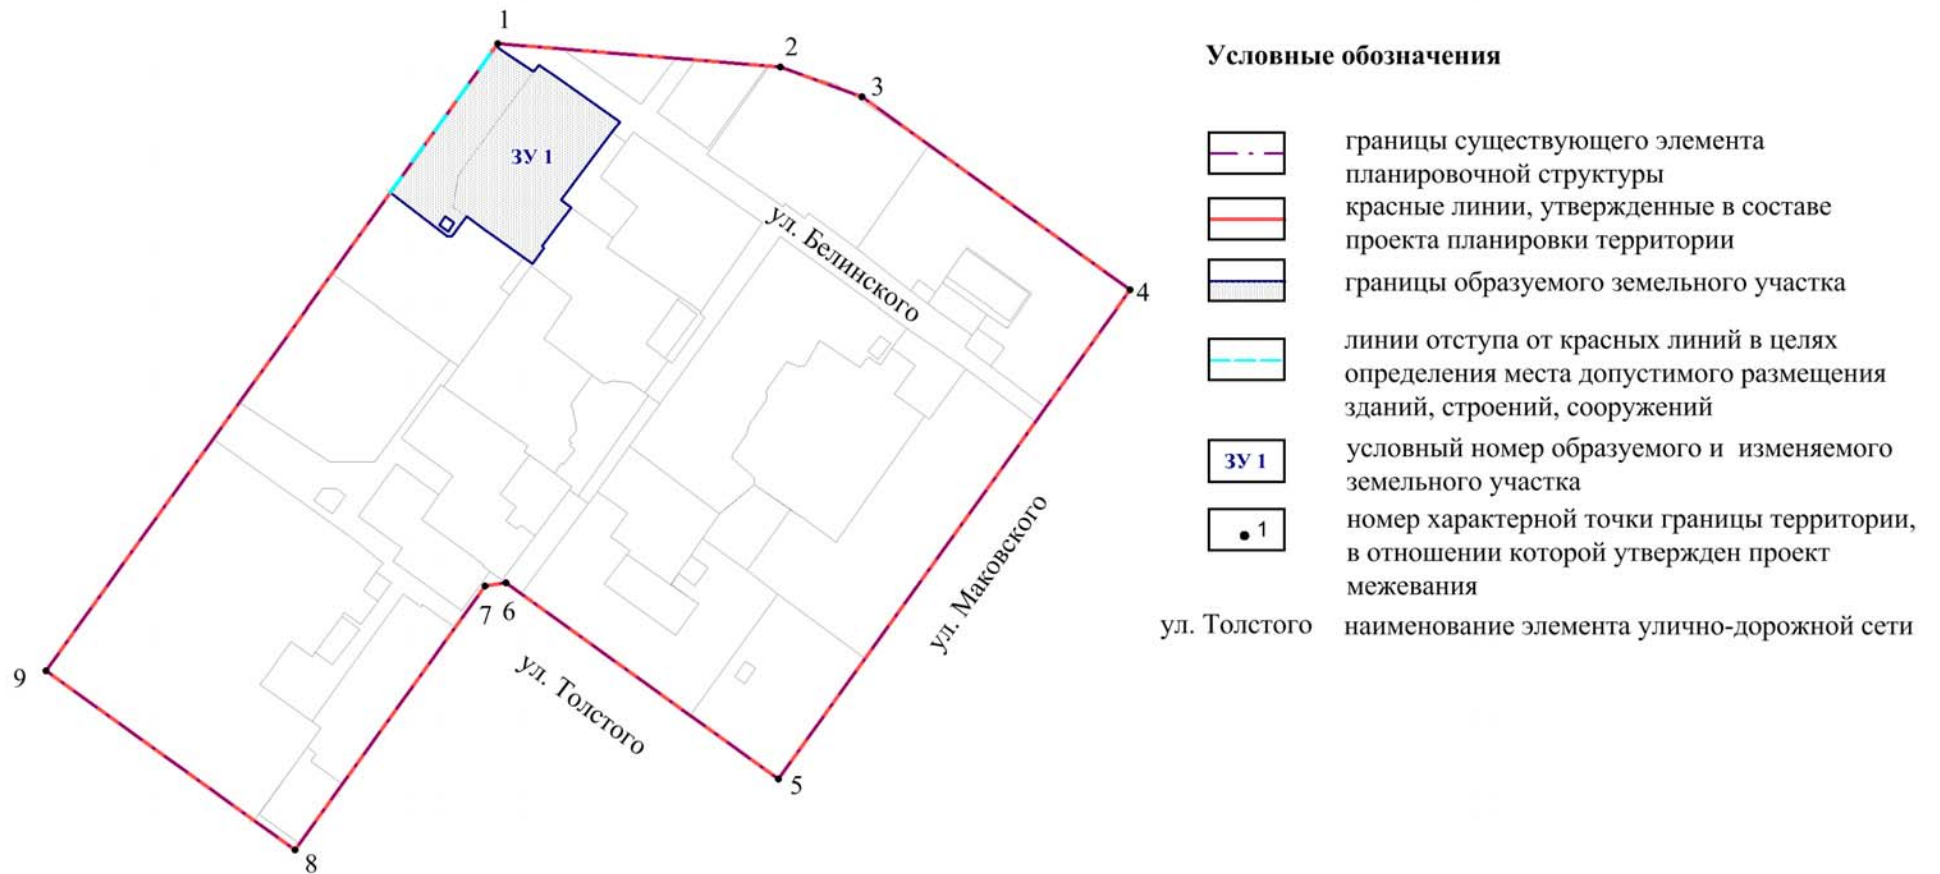 1
2
3
4
5
6
7
8
9
ЗУ 1
ул. Белинского
ул. Маковского
ул. Толстого
Условные обозначения
границы существующего элемента
планировочной структуры
красные линии, утвержденные в составе
проекта планировки территории
границы образуемого земельного участка
линии отступа от красных линий в целях
определения места допустимого размещения
зданий, строений, сооружений
ЗУ 1
условный номер образуемого и изменяемого
земельного участка
1
номер характерной точки границы территории,
в отношении которой утвержден проект
межевания
ул. Толстого наименование элемента улично-дорожной сети